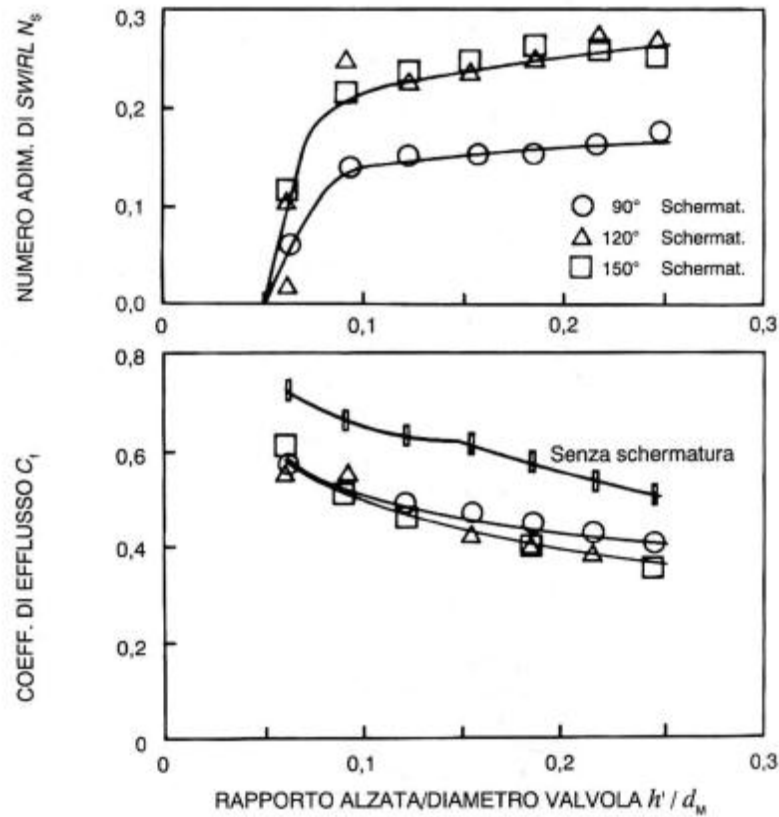 NUMERO ADIM. DI SWIRL Nₛ
0,3
0,2
0,1
0,0
90° Schermat.
120° Schermat.
150° Schermat.
0 0,1 0,2 0,3
COEFF. DI EFFLUSSO C_f
0,8
0,6
0,4
0,2
0
Senza schermatura
0 0,1 0,2 0,3
RAPPORTO ALZATA/DIAMETRO VALVOLA h'/d_M